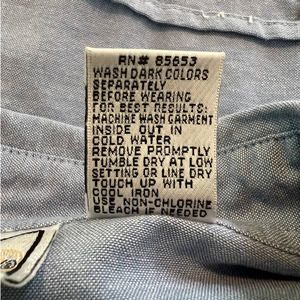 RN# 85653
WASH DARK COLORS
SEPARATELY
BEFORE WEARING
FOR BEST RESULTS:
MACHINE WASH GARMENT
INSIDE OUT IN
COLD WATER
REMOVE PROMPTLY
TUMBLE DRY AT LOW
SETTING OR LINE DRY
TOUCH UP WITH
COOL IRON
USE NON-CHLORINE
BLEACH IF NEEDED